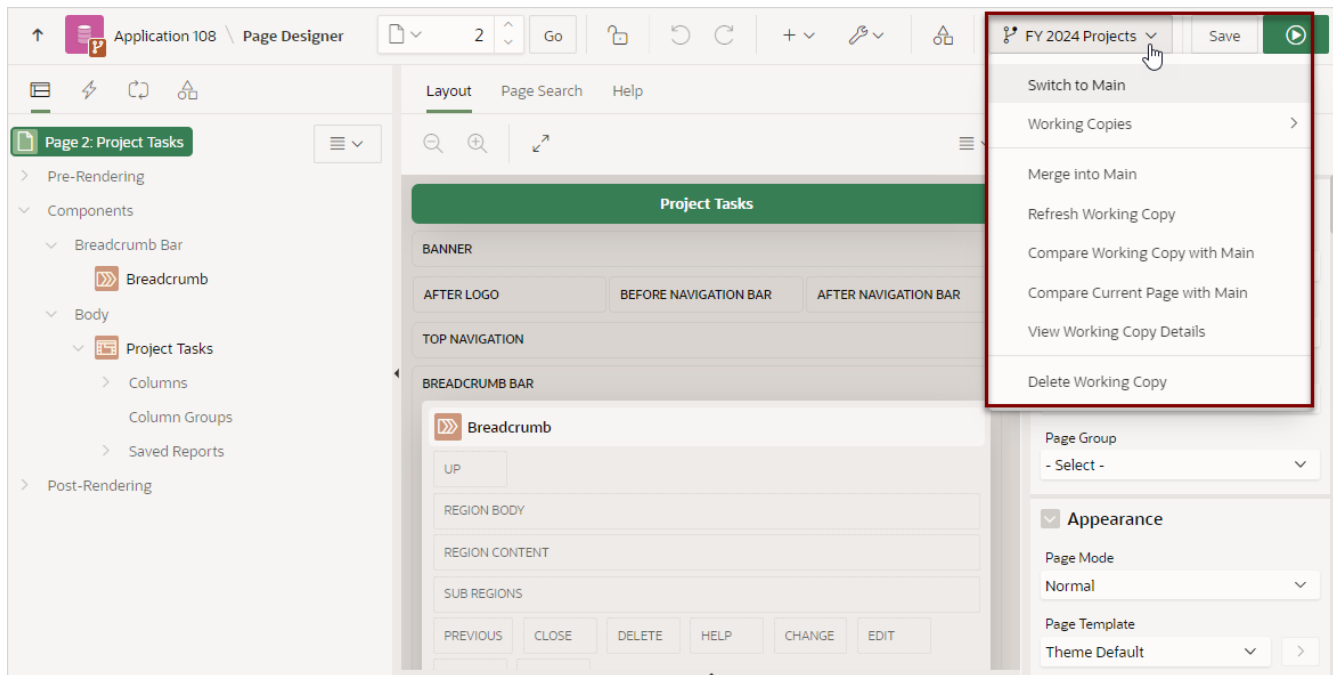 Application 108 \ Page Designer
2
Go
FY 2024 Projects
Save
Switch to Main
Working Copies
Merge into Main
Refresh Working Copy
Compare Working Copy with Main
Compare Current Page with Main
View Working Copy Details
Delete Working Copy
Page 2: Project Tasks
Pre-Rendering
Components
Breadcrumb Bar
Breadcrumb
Body
Project Tasks
Columns
Column Groups
Saved Reports
Post-Rendering
Layout Page Search Help
Project Tasks
BANNER
AFTER LOGO BEFORE NAVIGATION BAR AFTER NAVIGATION BAR
TOP NAVIGATION
BREADCRUMB BAR
Breadcrumb
UP
REGION BODY
REGION CONTENT
SUB REGIONS
PREVIOUS CLOSE DELETE HELP CHANGE EDIT
Page Group
- Select -
Appearance
Page Mode
Normal
Page Template
Theme Default